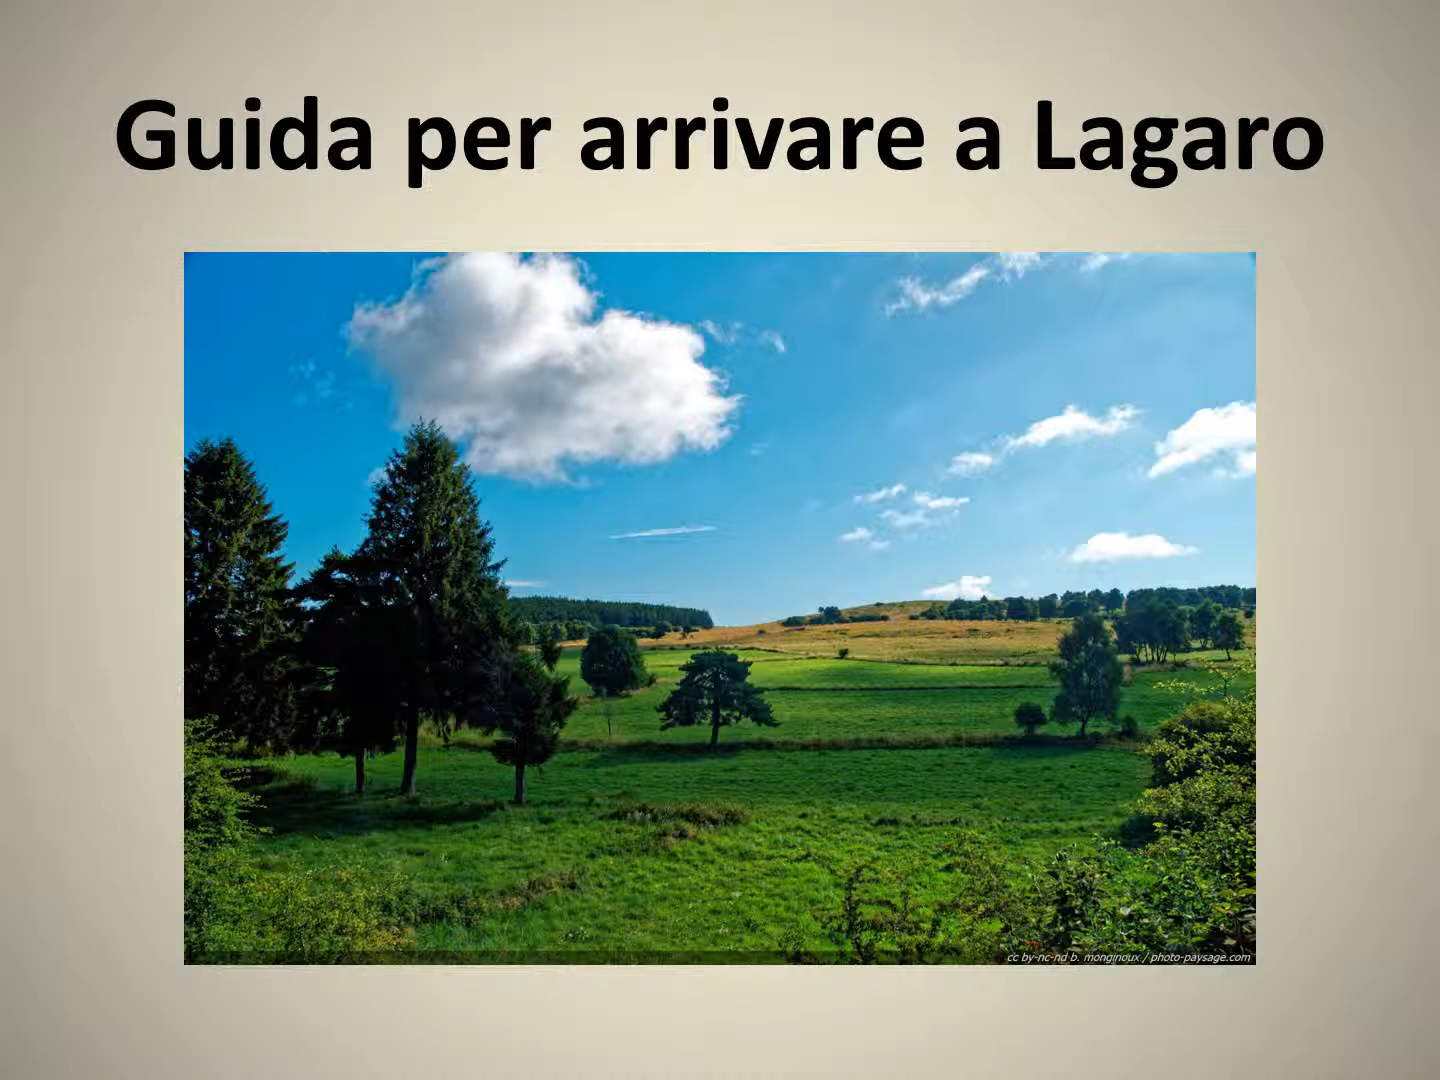 Guida per arrivare a Lagaro
cc by-nc-nd b. monginoux / photo-paysage.com